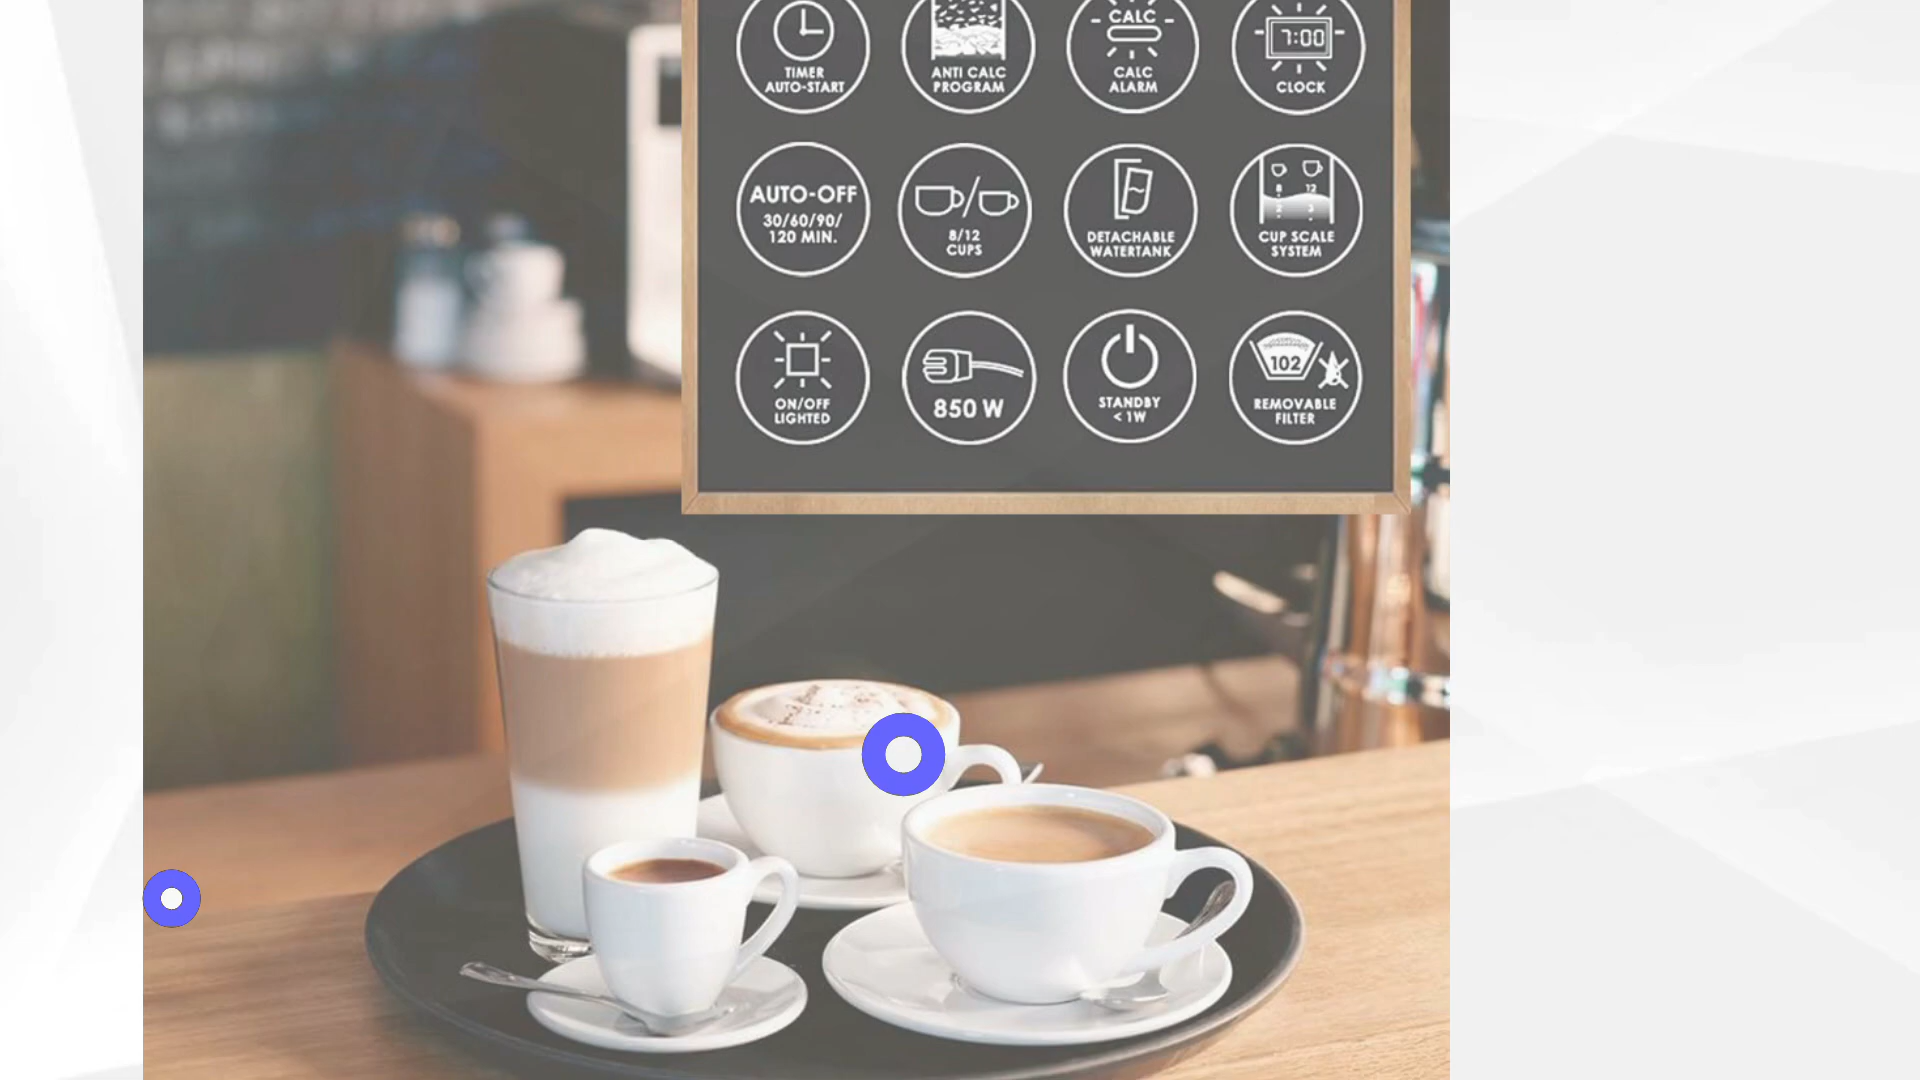 TIMER
AUTO-START
ANTI CALC
PROGRAM
CALC
CALC
ALARM
7:00
CLOCK
AUTO-OFF
30/60/90/
120 MIN.
8/12
CUPS
DETACHABLE
WATERTANK
8 12
2 3
CUP SCALE
SYSTEM
ON/OFF
LIGHTED
850 W
STANDBY
< 1W
102
REMOVABLE
FILTER